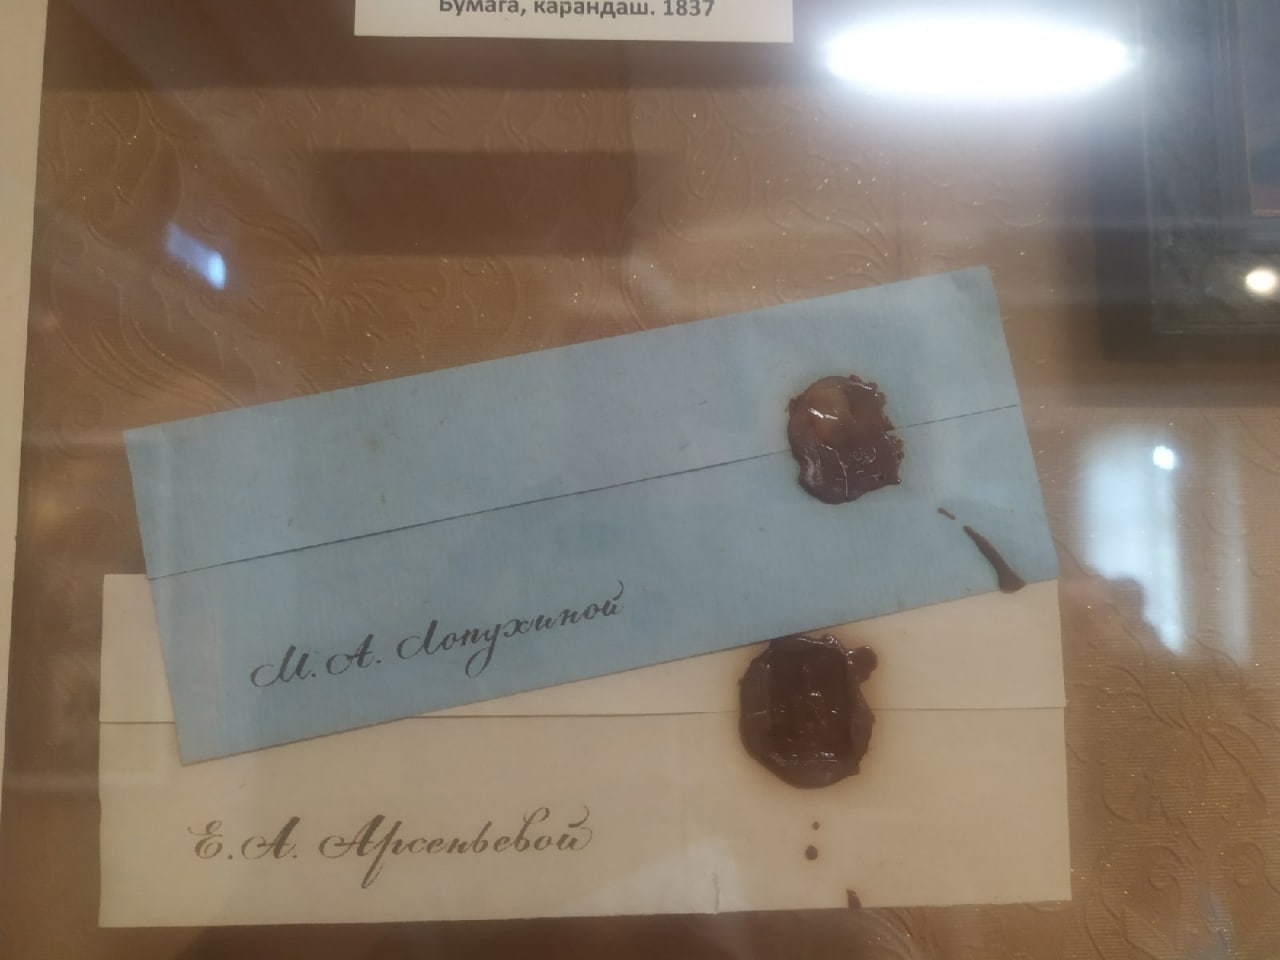 Бумага, карандаш. 1837
М. А. Лопухиной
Е. А. Арсеньевой